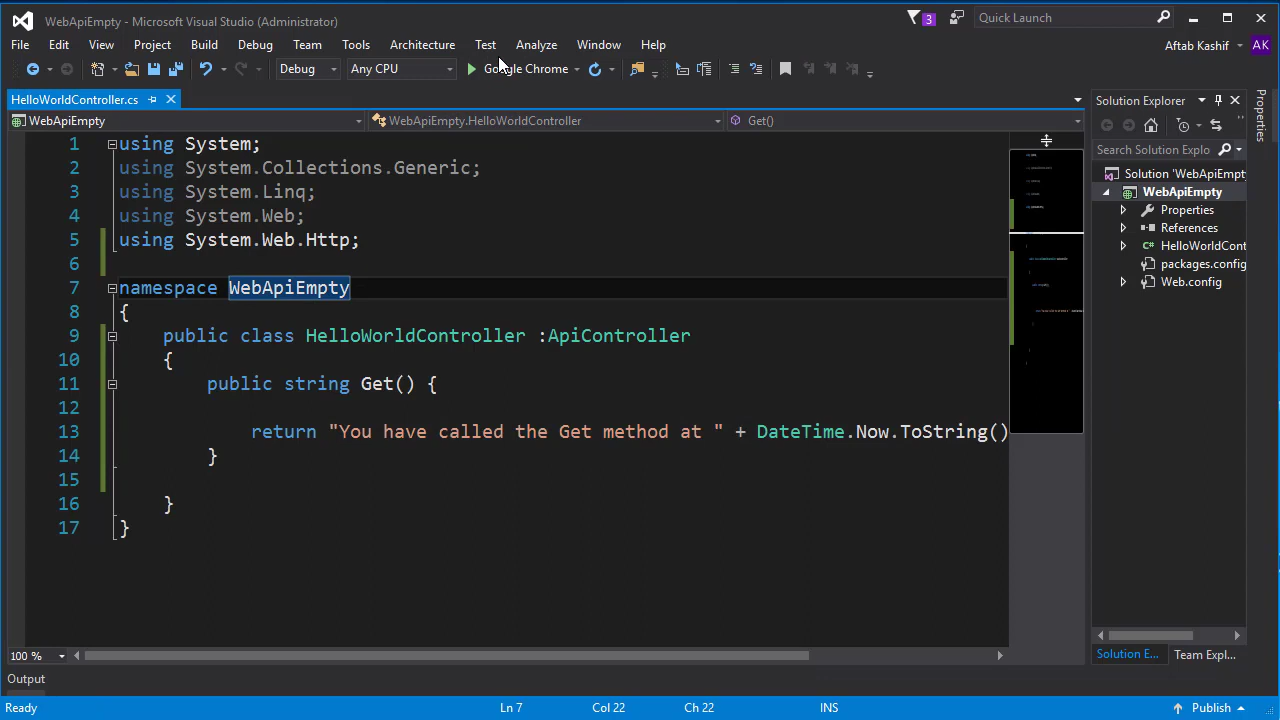 WebApiEmpty - Microsoft Visual Studio (Administrator)
3
Quick Launch
File Edit View Project Build Debug Team Tools Architecture Test Analyze Window Help
Aftab Kashif AK
Debug Any CPU Google Chrome
HelloWorldController.cs
WebApiEmpty WebApiEmpty.HelloWorldController Get()
1 using System;
2 using System.Collections.Generic;
3 using System.Linq;
4 using System.Web;
5 using System.Web.Http;
6
7 namespace WebApiEmpty
8 {
9 public class HelloWorldController :ApiController
10 {
11 public string Get() {
12
13 return "You have called the Get method at " + DateTime.Now.ToString()
14 }
15
16 }
17 }
100 %
Solution Explorer
Search Solution Explo
Solution 'WebApiEmpty
WebApiEmpty
Properties
References
C# HelloWorldCont
packages.config
Web.config
Solution E... Team Expl...
Properties
Output
Ready Ln 7 Col 22 Ch 22 INS Publish